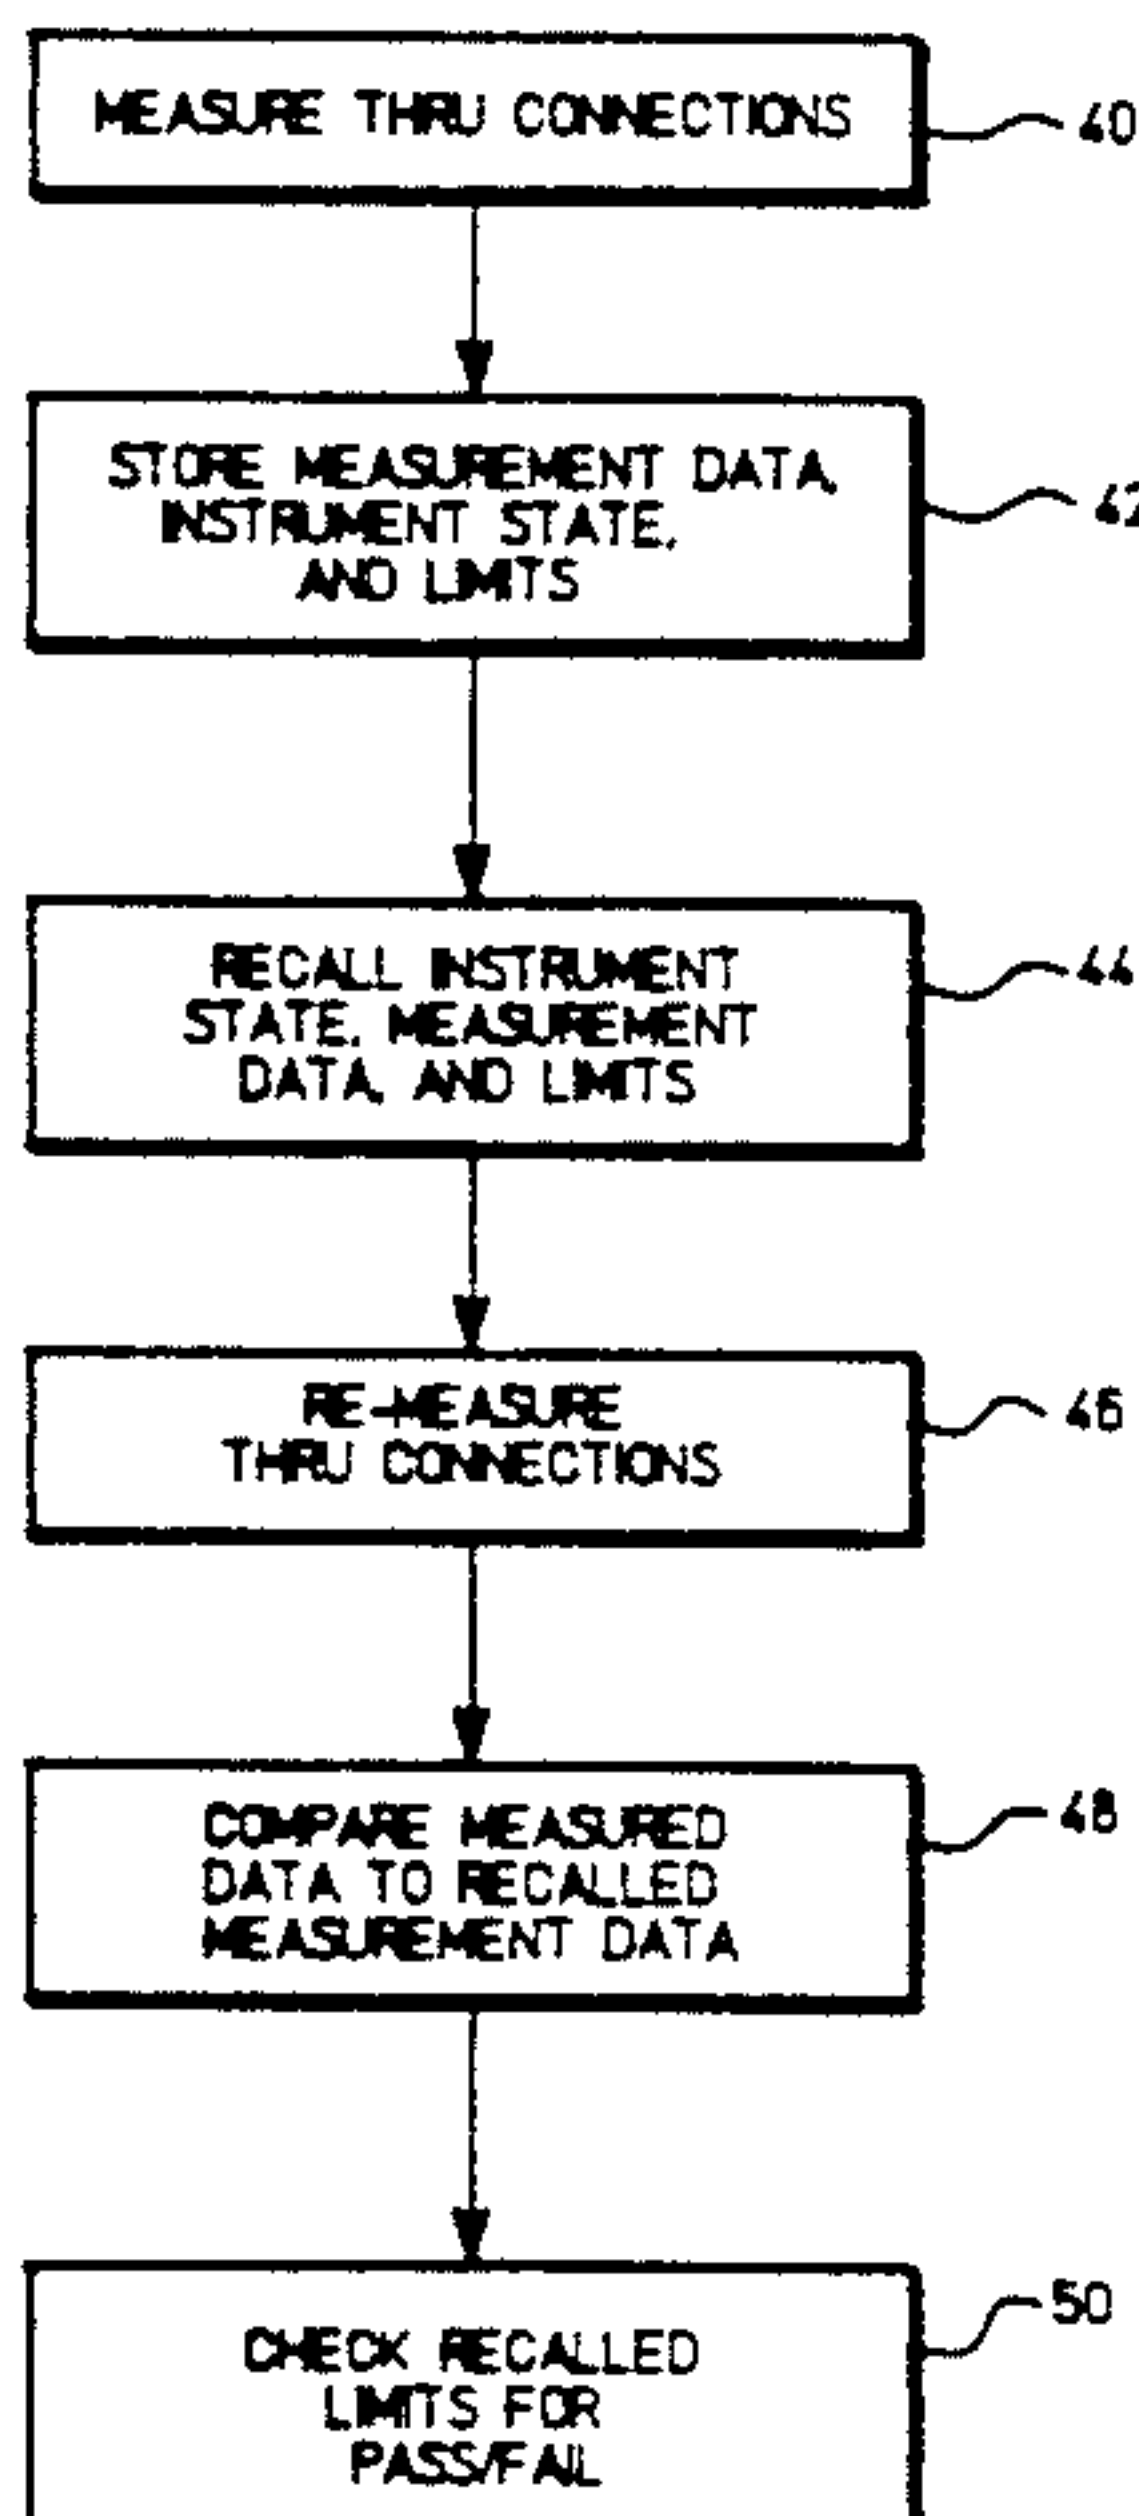 MEASURE THRU CONNECTIONS
40
STORE MEASUREMENT DATA,
INSTRUMENT STATE,
AND LIMITS
42
RECALL INSTRUMENT
STATE, MEASUREMENT
DATA, AND LIMITS
44
RE-MEASURE
THRU CONNECTIONS
46
COMPARE MEASURED
DATA TO RECALLED
MEASUREMENT DATA
48
CHECK RECALLED
LIMITS FOR
PASS/FAIL
50